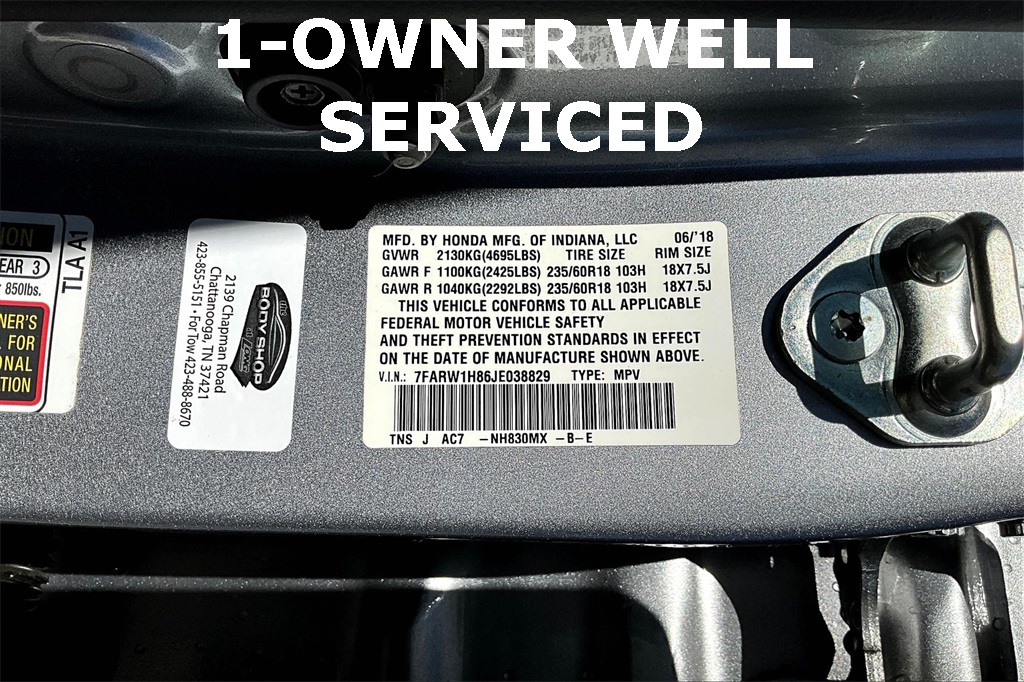 1-OWNER WELL
SERVICED
ION
EAR 3
850lbs.
NER'S
FOR
ONAL
TION
TLA A1
the
BODY SHOP
2139 Chapman Road
Chattanooga, TN 37421
423-855-5151 • For Tow 423-488-8670
MFD. BY HONDA MFG. OF INDIANA, LLC 06/'18
GVWR 2130KG(4695LBS) TIRE SIZE RIM SIZE
GAWR F 1100KG(2425LBS) 235/60R18 103H 18X7.5J
GAWR R 1040KG(2292LBS) 235/60R18 103H 18X7.5J
THIS VEHICLE CONFORMS TO ALL APPLICABLE
FEDERAL MOTOR VEHICLE SAFETY
AND THEFT PREVENTION STANDARDS IN EFFECT
ON THE DATE OF MANUFACTURE SHOWN ABOVE.
V.I.N.: 7FARW1H86JE038829 TYPE: MPV
TNS J AC7 -NH830MX -B-E